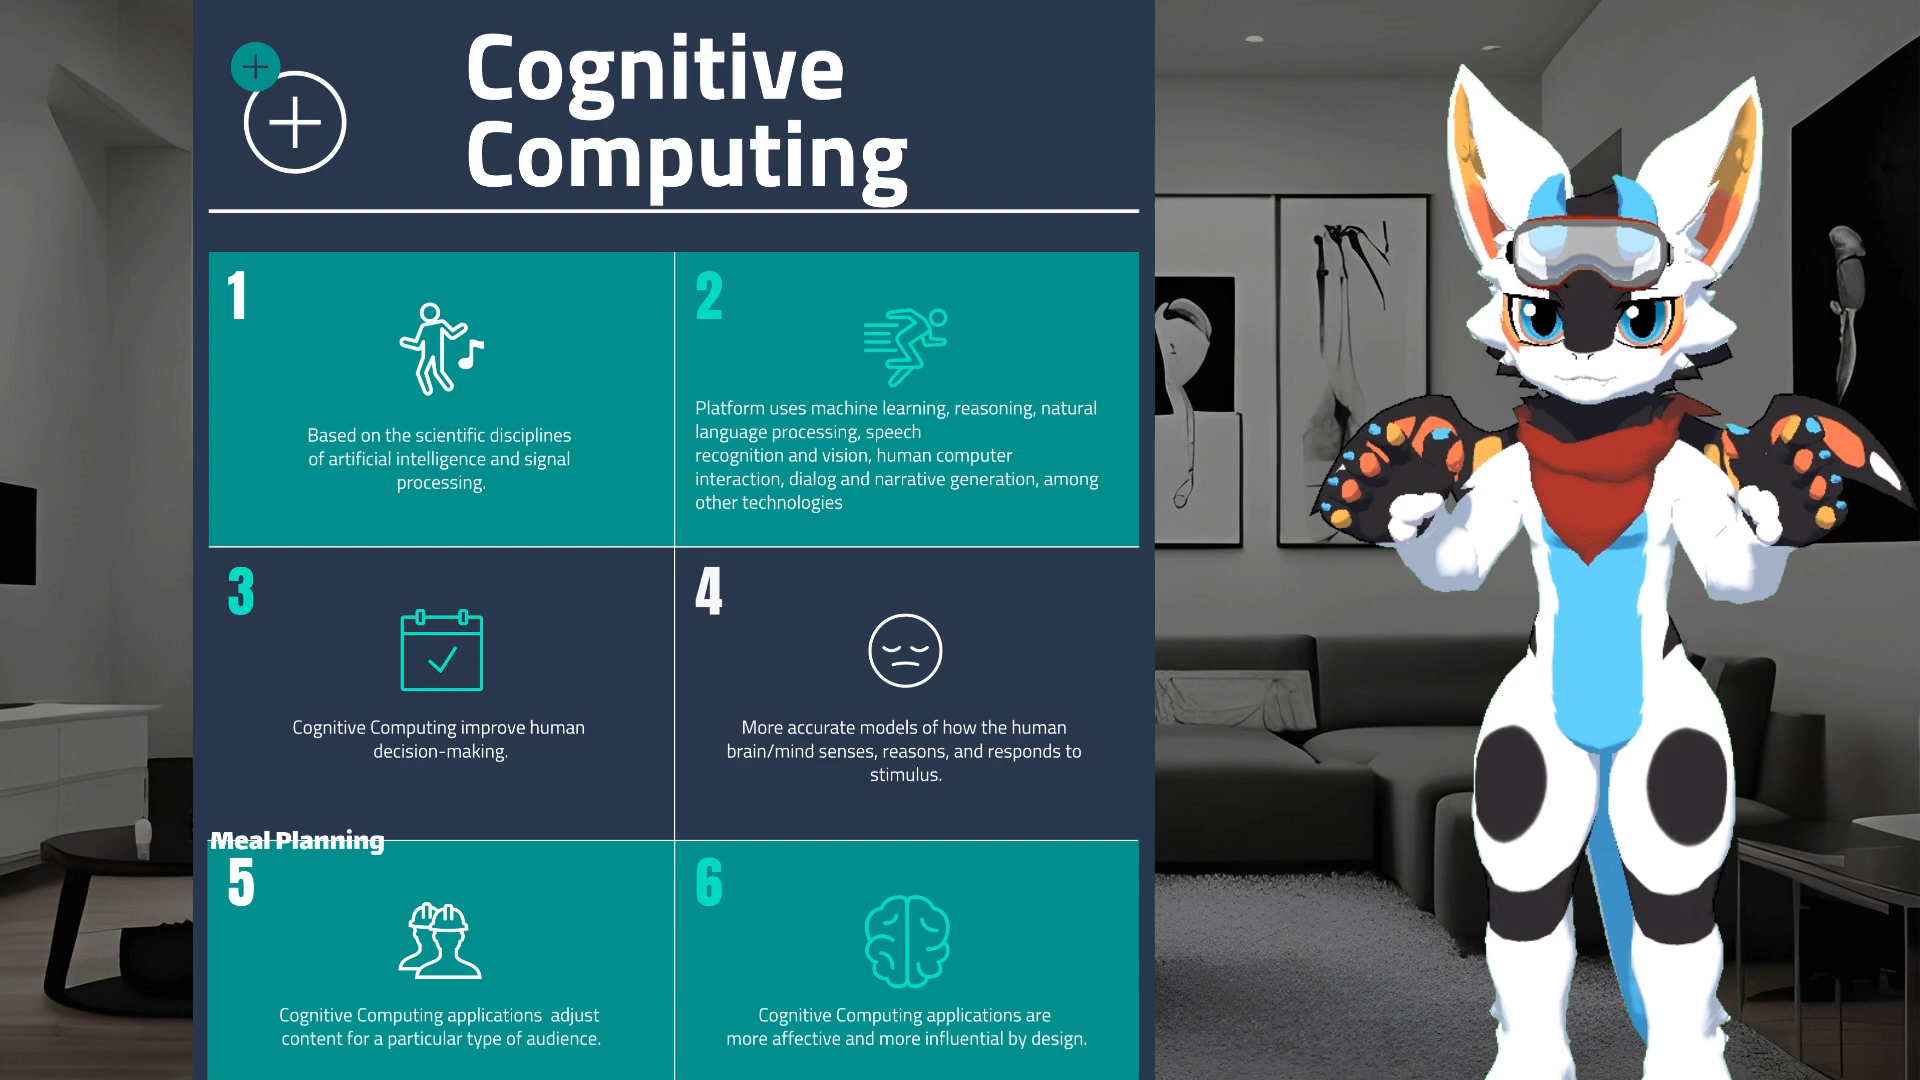 Cognitive
Computing
1
Based on the scientific disciplines
of artificial intelligence and signal
processing.
2
Platform uses machine learning, reasoning, natural
language processing, speech
recognition and vision, human computer
interaction, dialog and narrative generation, among
other technologies
3
Cognitive Computing improve human
decision-making.
4
More accurate models of how the human
brain/mind senses, reasons, and responds to
stimulus.
Meal Planning
5
Cognitive Computing applications adjust
content for a particular type of audience.
6
Cognitive Computing applications are
more affective and more influential by design.